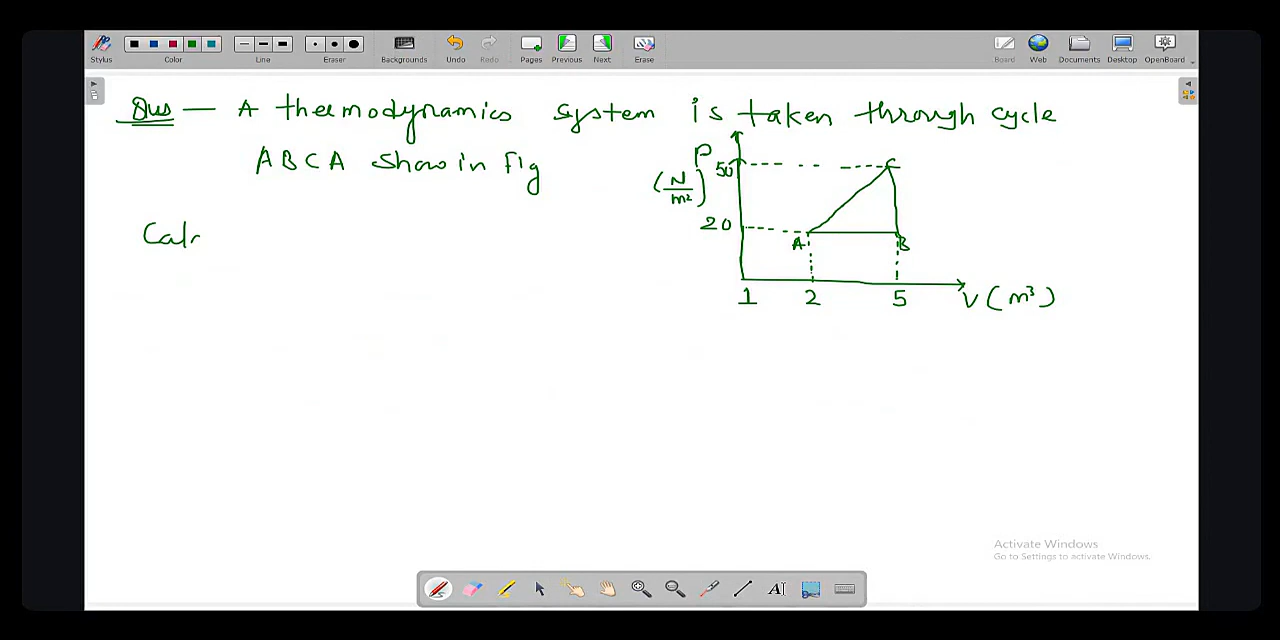 Stylus Color Line Eraser Backgrounds Undo Redo Pages Previous Next Erase Board Web Documents Desktop OpenBoard
Qus — A thermodynamics system is taken through cycle
ABCA show in Fig
Calc
P
(N/m²)
50
C
20
A
B
1 2 5 V (m³)
Activate Windows
Go to Settings to activate Windows.